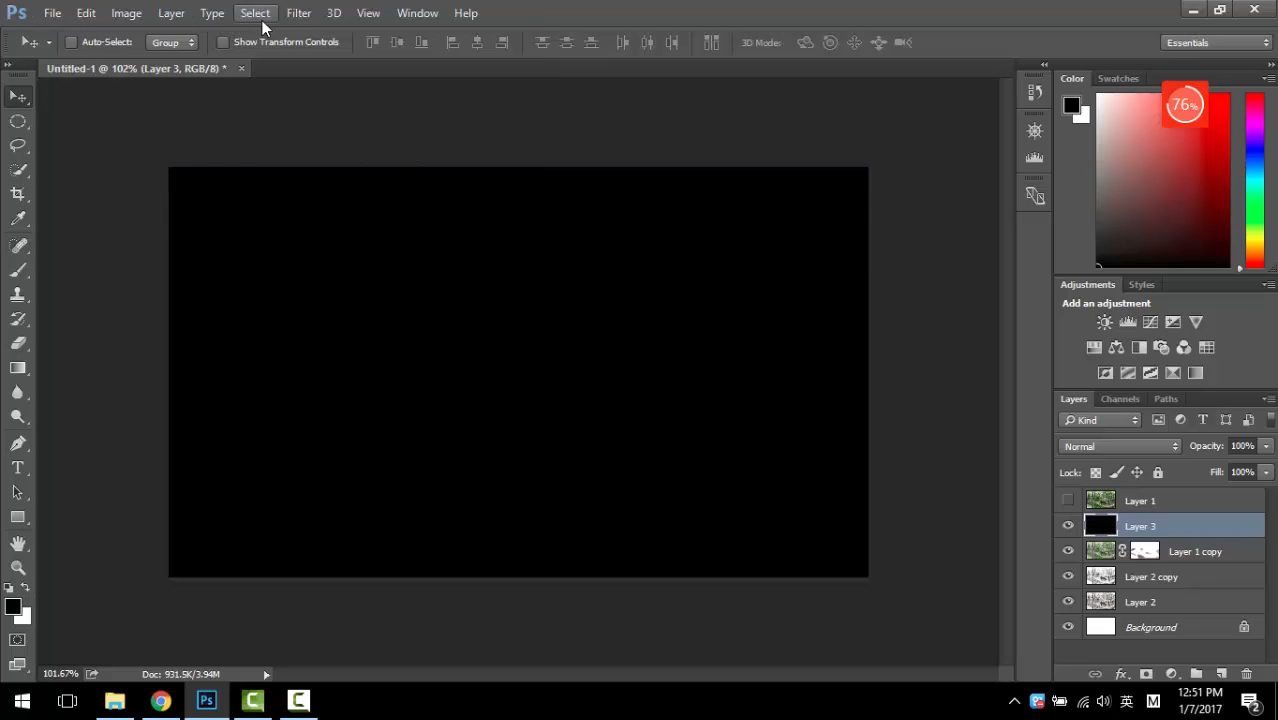 Ps File Edit Image Layer Type Select Filter 3D View Window Help
Auto-Select: Group Show Transform Controls 3D Mode: Essentials
Untitled-1 @ 102% (Layer 3, RGB/8) * ×
Color Swatches
76%
Adjustments Styles
Add an adjustment
Layers Channels Paths
Kind
Normal Opacity: 100%
Lock: Fill: 100%
Layer 1
Layer 3
Layer 1 copy
Layer 2 copy
Layer 2
Background
101.67% Doc: 931.5K/3.94M
Ps 英 M 12:51 PM
1/7/2017 2